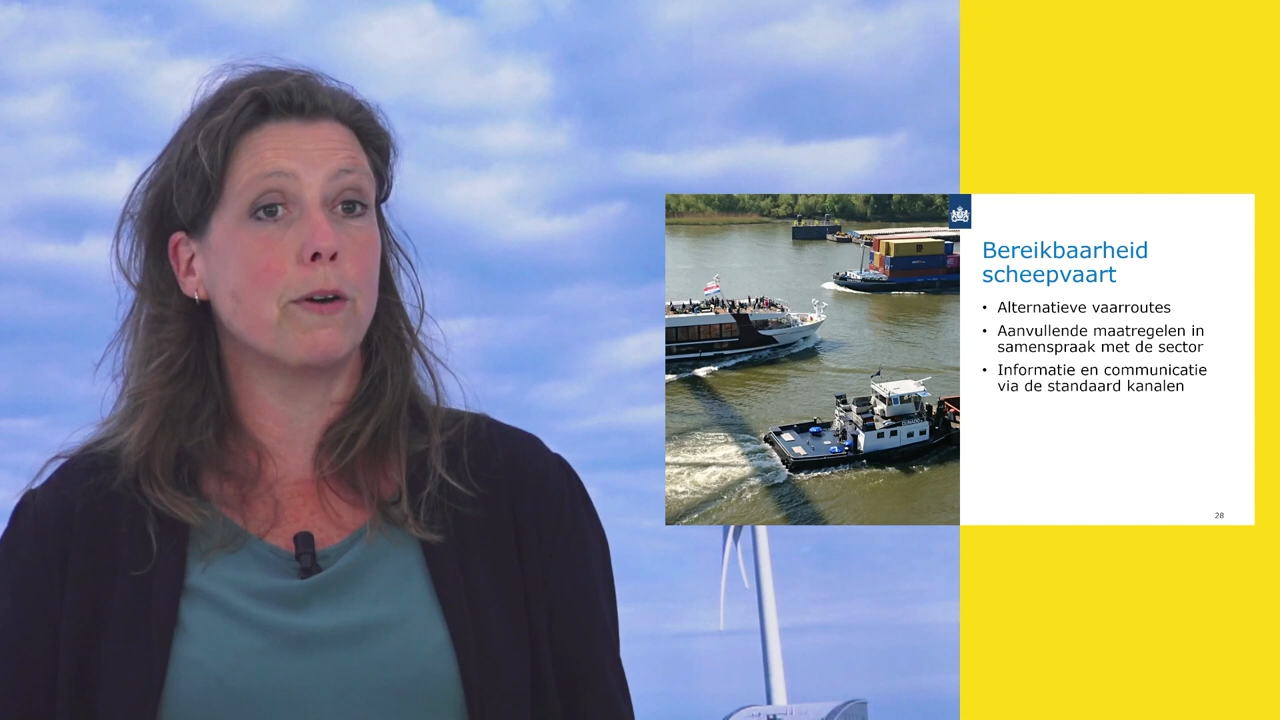 Bereikbaarheid
scheepvaart
• Alternatieve vaarroutes
• Aanvullende maatregelen in
samenspraak met de sector
• Informatie en communicatie
via de standaard kanalen
28